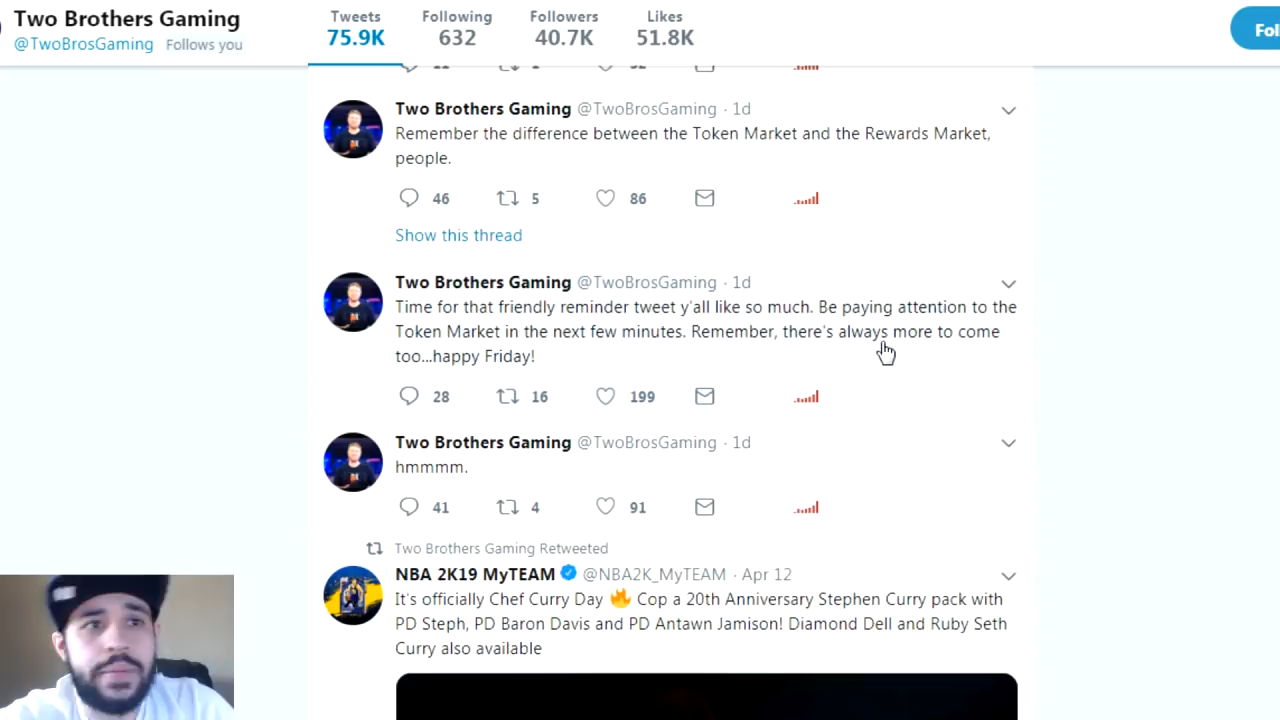 Two Brothers Gaming
@TwoBrosGaming Follows you
Tweets Following Followers Likes
75.9K 632 40.7K 51.8K
Fol
Two Brothers Gaming @TwoBrosGaming · 1d
Remember the difference between the Token Market and the Rewards Market,
people.
46 5 86
Show this thread
Two Brothers Gaming @TwoBrosGaming · 1d
Time for that friendly reminder tweet y'all like so much. Be paying attention to the
Token Market in the next few minutes. Remember, there's always more to come
too...happy Friday!
28 16 199
Two Brothers Gaming @TwoBrosGaming · 1d
hmmmm.
41 4 91
Two Brothers Gaming Retweeted
NBA 2K19 MyTEAM @NBA2K_MyTEAM · Apr 12
It's officially Chef Curry Day 🔥 Cop a 20th Anniversary Stephen Curry pack with
PD Steph, PD Baron Davis and PD Antawn Jamison! Diamond Dell and Ruby Seth
Curry also available